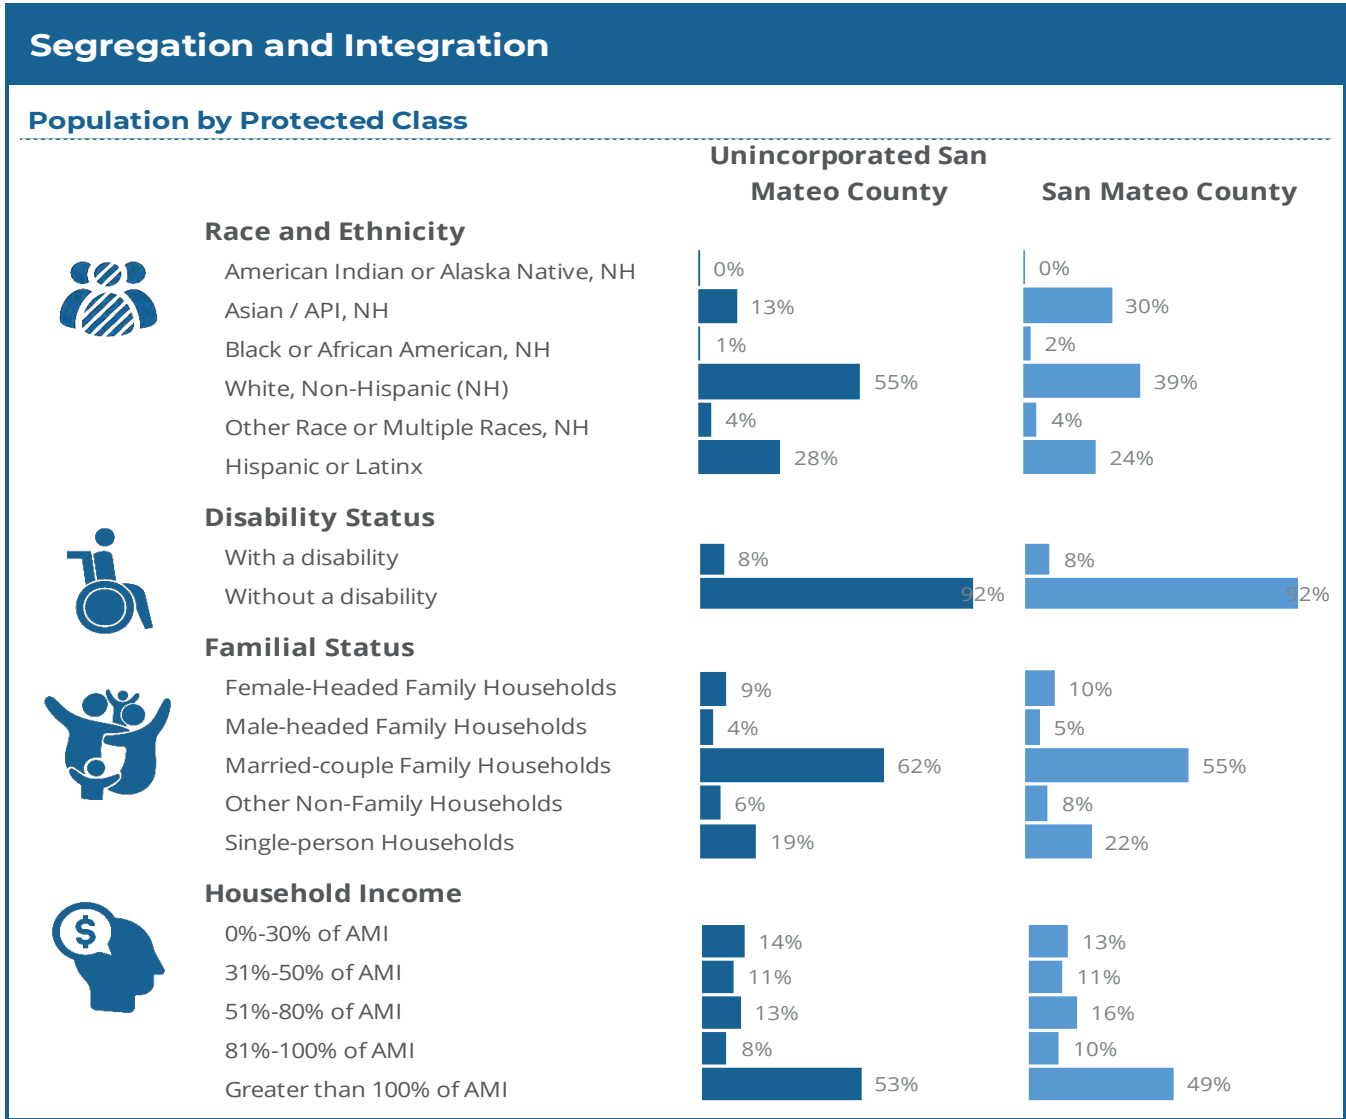 Segregation and Integration
Population by Protected Class
Unincorporated San
Mateo County
San Mateo County
Race and Ethnicity
American Indian or Alaska Native, NH 0% 0%
Asian / API, NH 13% 30%
Black or African American, NH 1% 2%
White, Non-Hispanic (NH) 55% 39%
Other Race or Multiple Races, NH 4% 4%
Hispanic or Latinx 28% 24%
Disability Status
With a disability 8% 8%
Without a disability 92% 92%
Familial Status
Female-Headed Family Households 9% 10%
Male-headed Family Households 4% 5%
Married-couple Family Households 62% 55%
Other Non-Family Households 6% 8%
Single-person Households 19% 22%
Household Income
$
0%-30% of AMI 14% 13%
31%-50% of AMI 11% 11%
51%-80% of AMI 13% 16%
81%-100% of AMI 8% 10%
Greater than 100% of AMI 53% 49%